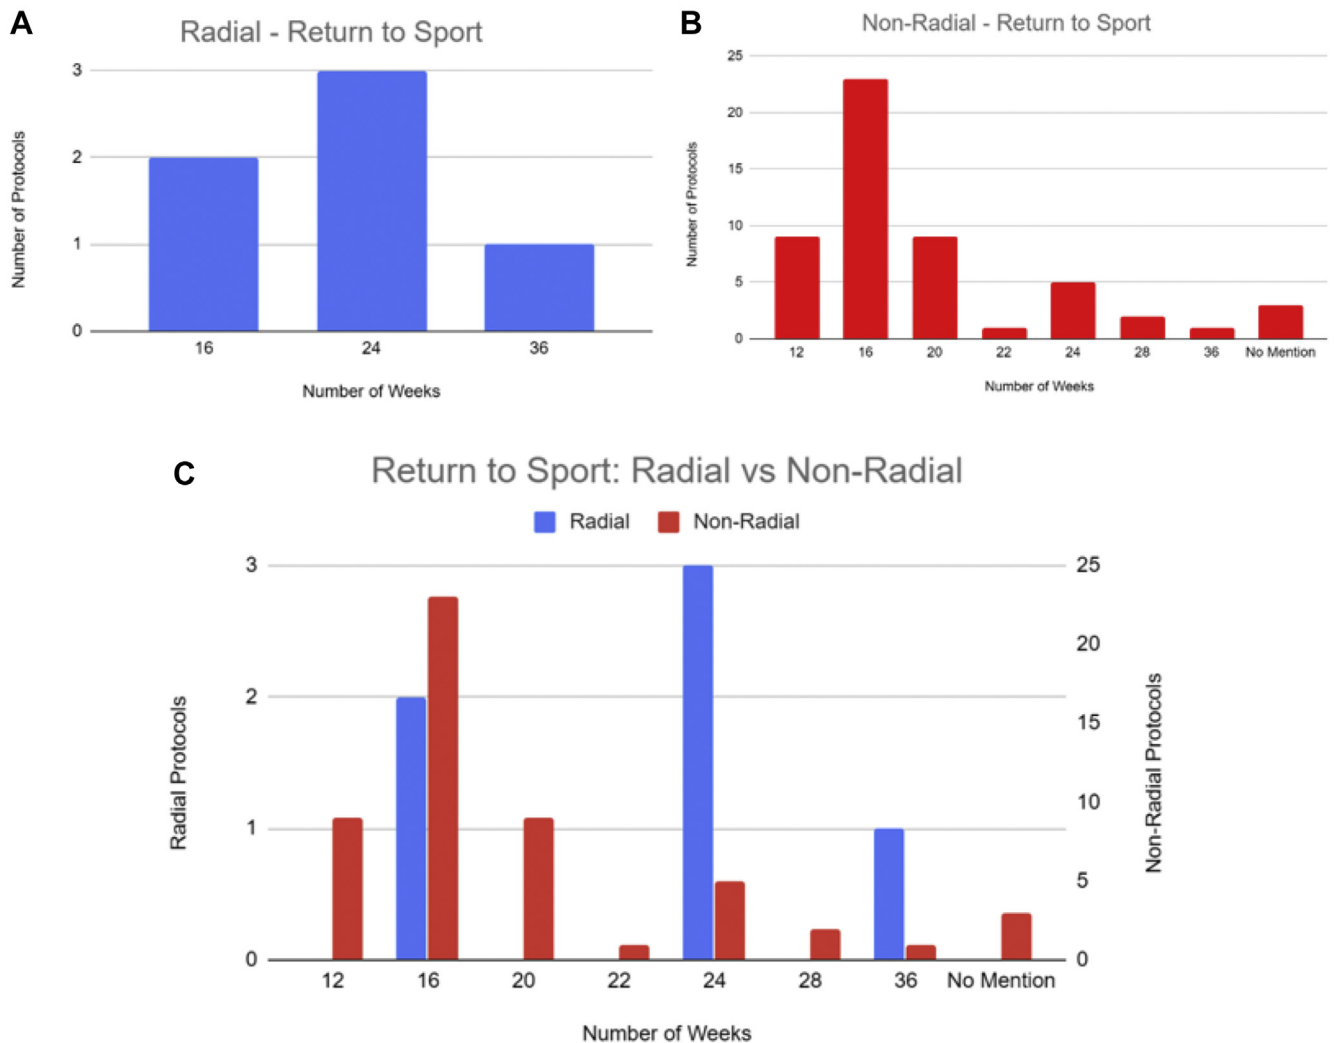 A
Radial - Return to Sport
Number of Protocols
3
2
1
0
16 24 36
Number of Weeks
B
Non-Radial - Return to Sport
Number of Protocols
25
20
15
10
5
0
12 16 20 22 24 28 36 No Mention
Number of Weeks
C
Return to Sport: Radial vs Non-Radial
Radial Non-Radial
Radial Protocols
3
2
1
0
25
20
15
10
5
0
Non-Radial Protocols
12 16 20 22 24 28 36 No Mention
Number of Weeks